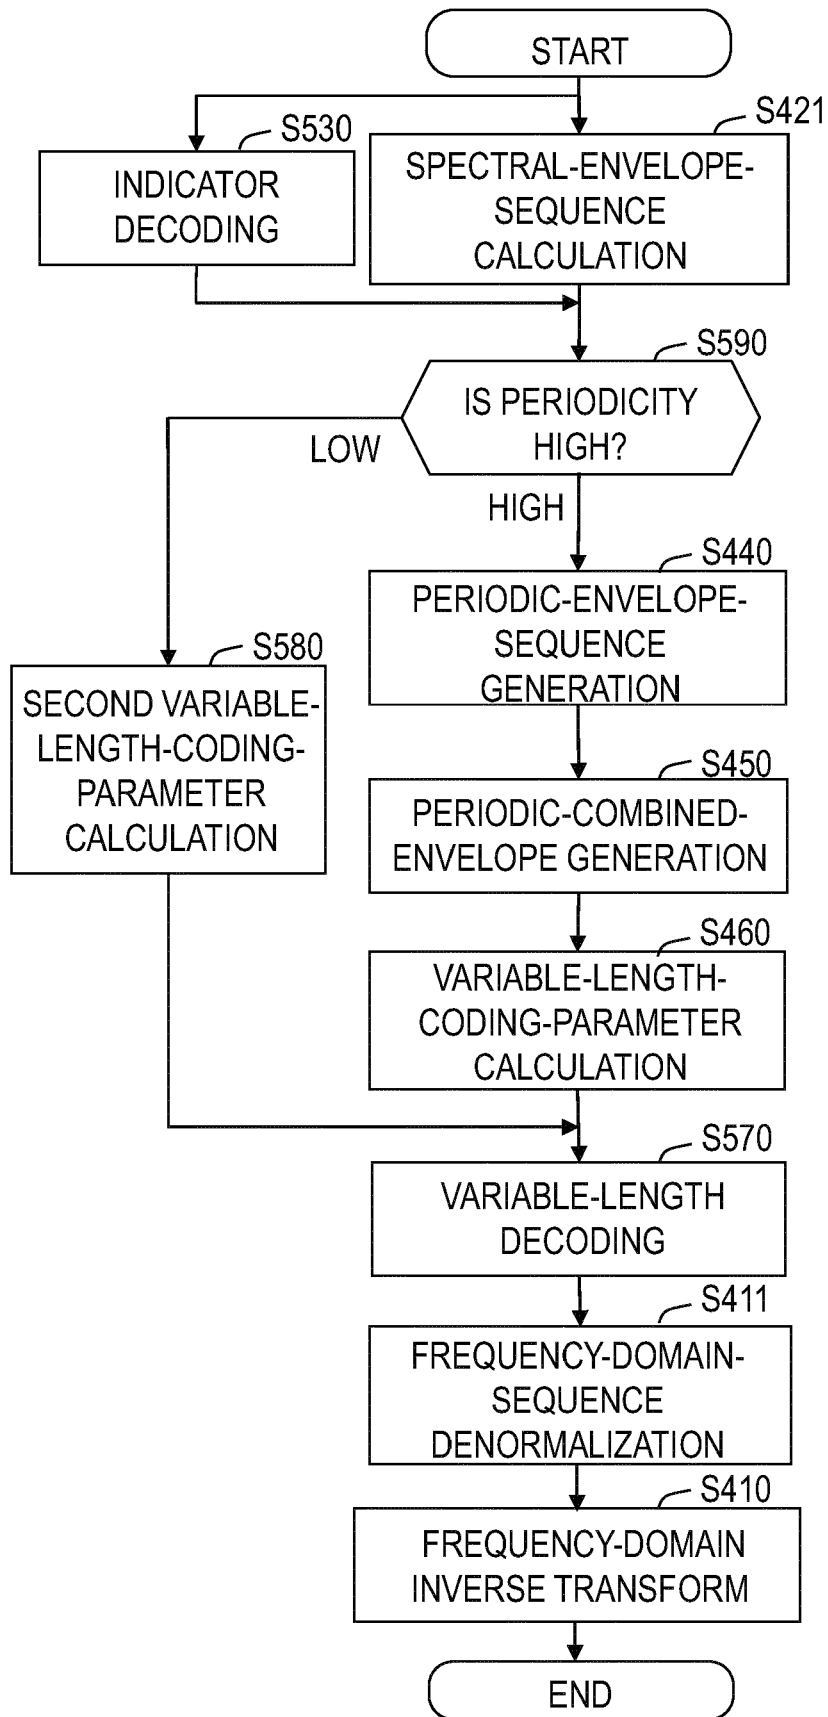 START
S530
S421
INDICATOR
DECODING
SPECTRAL-ENVELOPE-
SEQUENCE
CALCULATION
S590
IS PERIODICITY
HIGH?
LOW
HIGH
S440
PERIODIC-ENVELOPE-
SEQUENCE
GENERATION
S580
SECOND VARIABLE-
LENGTH-CODING-
PARAMETER
CALCULATION
S450
PERIODIC-COMBINED-
ENVELOPE GENERATION
S460
VARIABLE-LENGTH-
CODING-PARAMETER
CALCULATION
S570
VARIABLE-LENGTH
DECODING
S411
FREQUENCY-DOMAIN-
SEQUENCE
DENORMALIZATION
S410
FREQUENCY-DOMAIN
INVERSE TRANSFORM
END